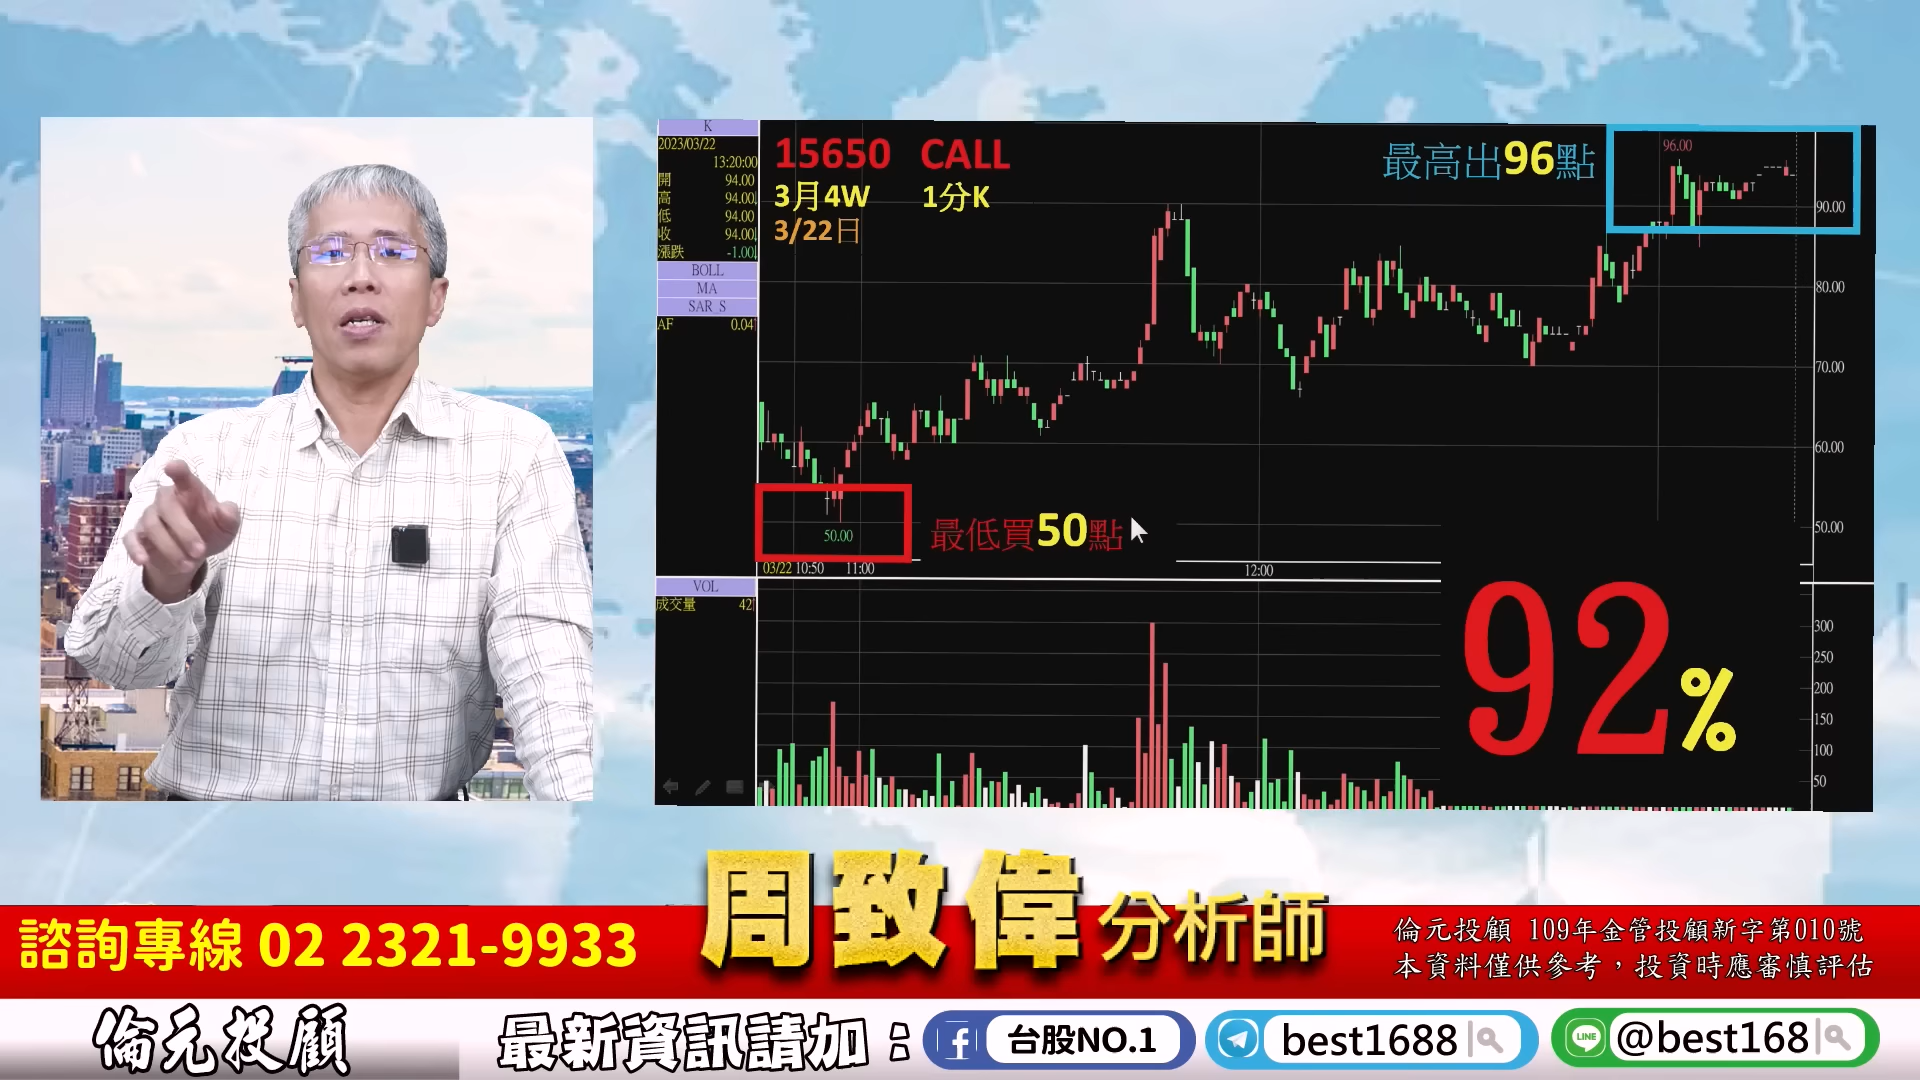 K
2023/03/22
13:20:00
開 94.00
高 94.00
低 94.00
收 94.00
漲跌 -1.00
BOLL
MA
SAR_S
AF 0.04
15650 CALL
3月4W 1分K
3/22日
最高出96點
96.00
90.00
80.00
70.00
60.00
50.00
50.00
最低買50點
03/22 10:50 11:00 12:00
VOL
成交量 42
300
250
200
150
100
50
92%
周致偉 分析師
諮詢專線 02 2321-9933
倫元投顧 109年金管投顧新字第010號
本資料僅供參考，投資時應審慎評估
倫元投顧
最新資訊請加：
台股NO.1
best1688
LINE
@best168